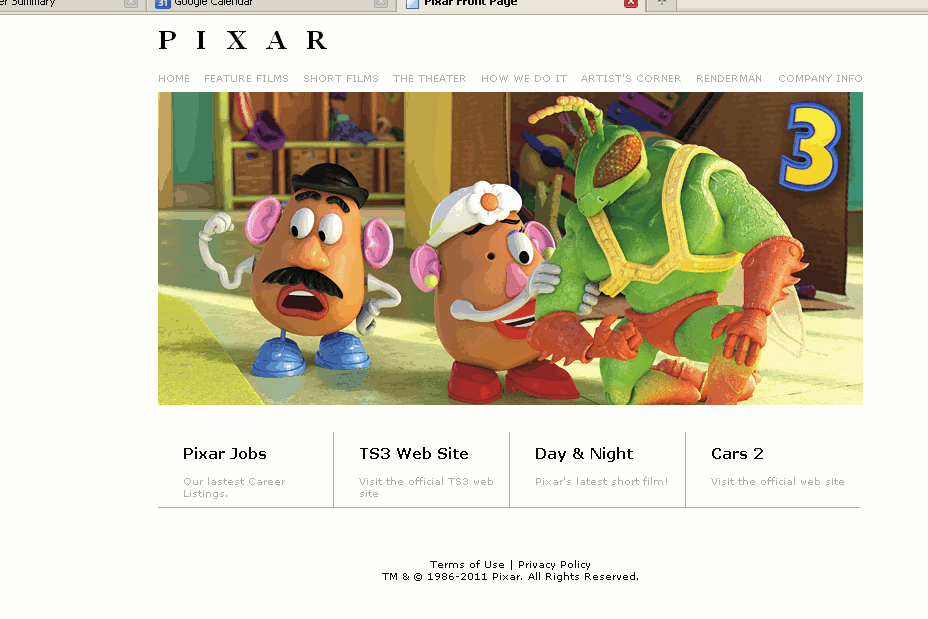 er Summary
31 Google Calendar
Pixar Front Page
PIXAR
HOME FEATURE FILMS SHORT FILMS THE THEATER HOW WE DO IT ARTIST'S CORNER RENDERMAN COMPANY INFO
3
Pixar Jobs
Our lastest Career
Listings.
TS3 Web Site
Visit the official TS3 web
site
Day & Night
Pixar's latest short film!
Cars 2
Visit the official web site
Terms of Use | Privacy Policy
TM & © 1986-2011 Pixar. All Rights Reserved.